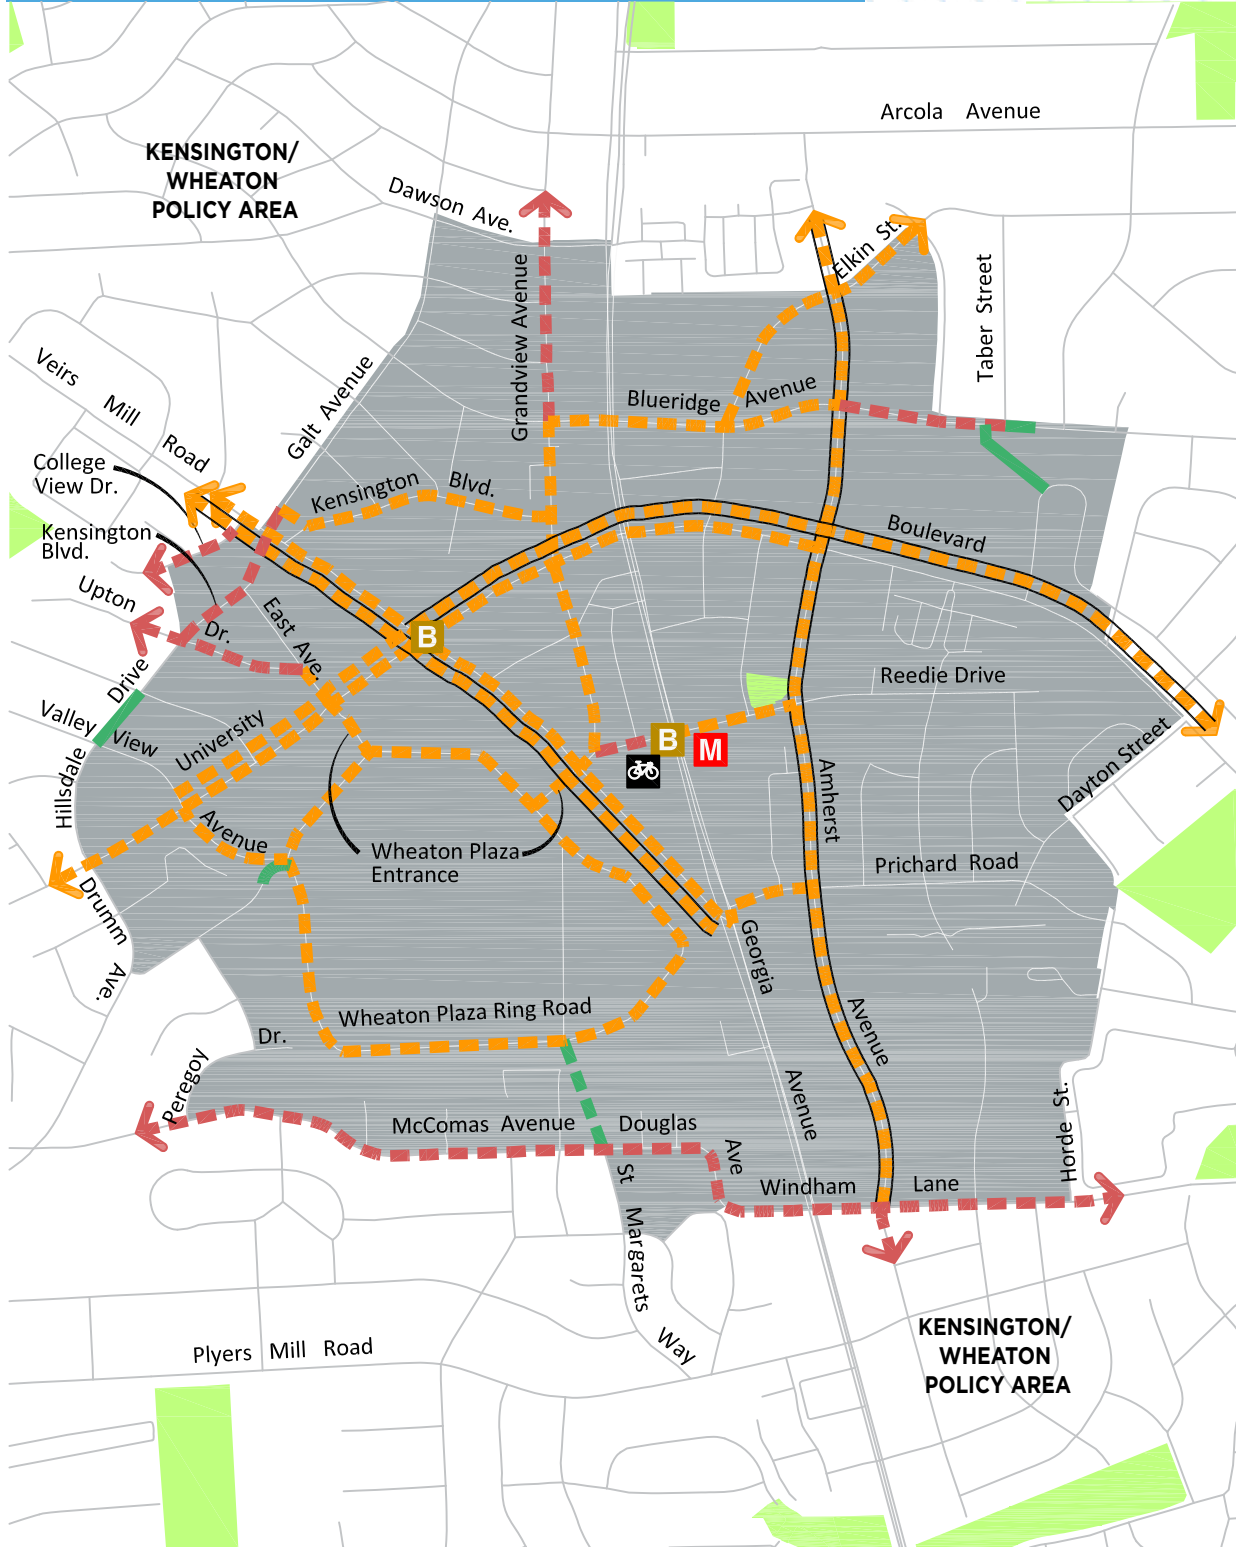 Arcola Avenue
KENSINGTON/
WHEATON
POLICY AREA
Dawson Ave.
Elkin St.
Grandview Avenue
Taber Street
Veirs Mill Road
Galt Avenue
Blueridge Avenue
College
View Dr.
Kensington Blvd.
Kensington
Blvd.
Boulevard
Upton Dr.
East Ave.
B
Hillsdale Drive
Reedie Drive
Valley View Avenue
University
B
M
Dayton Street
Amherst Avenue
Wheaton Plaza
Entrance
Prichard Road
Drumm Ave.
Georgia Avenue
Wheaton Plaza Ring Road
Peregoy Dr.
McComas Avenue
Douglas Ave
Horde St.
Windham Lane
St Margarets Way
KENSINGTON/
WHEATON
POLICY AREA
Plyers Mill Road